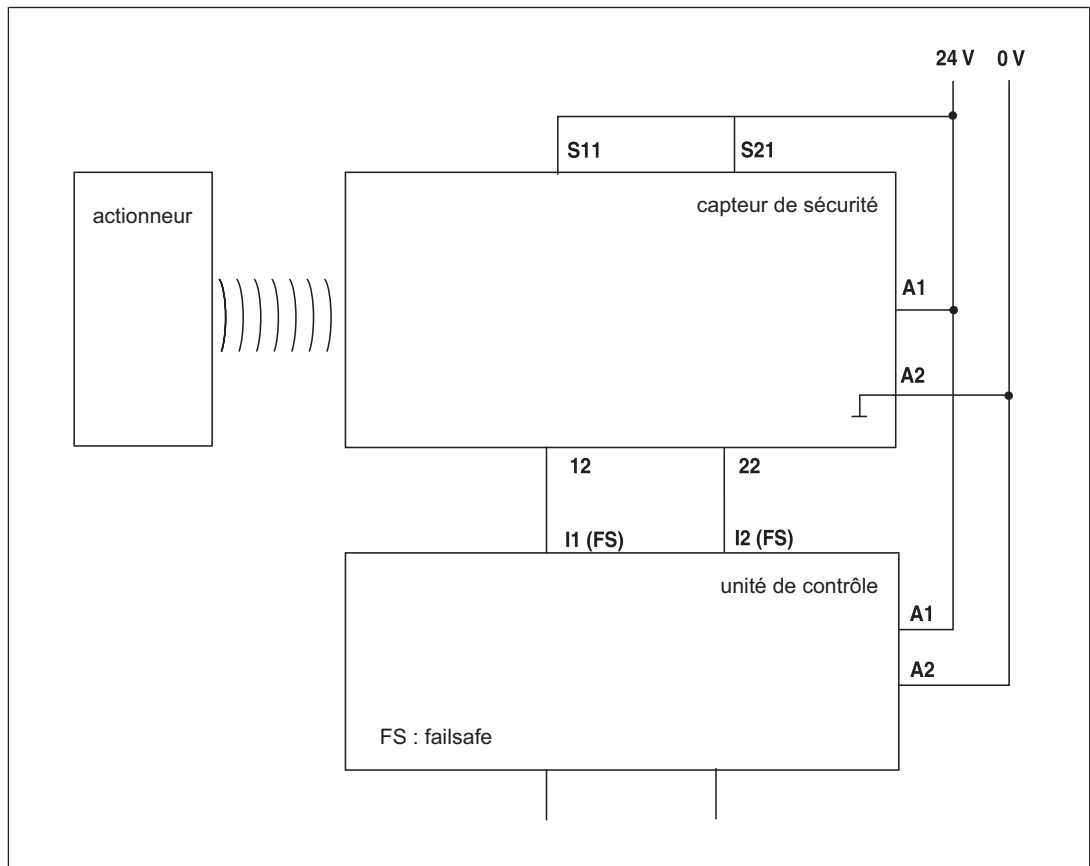 24 V 0 V
S11 S21
actionneur
capteur de sécurité
A1
A2
12 22
I1 (FS) I2 (FS)
unité de contrôle
A1
A2
FS : failsafe